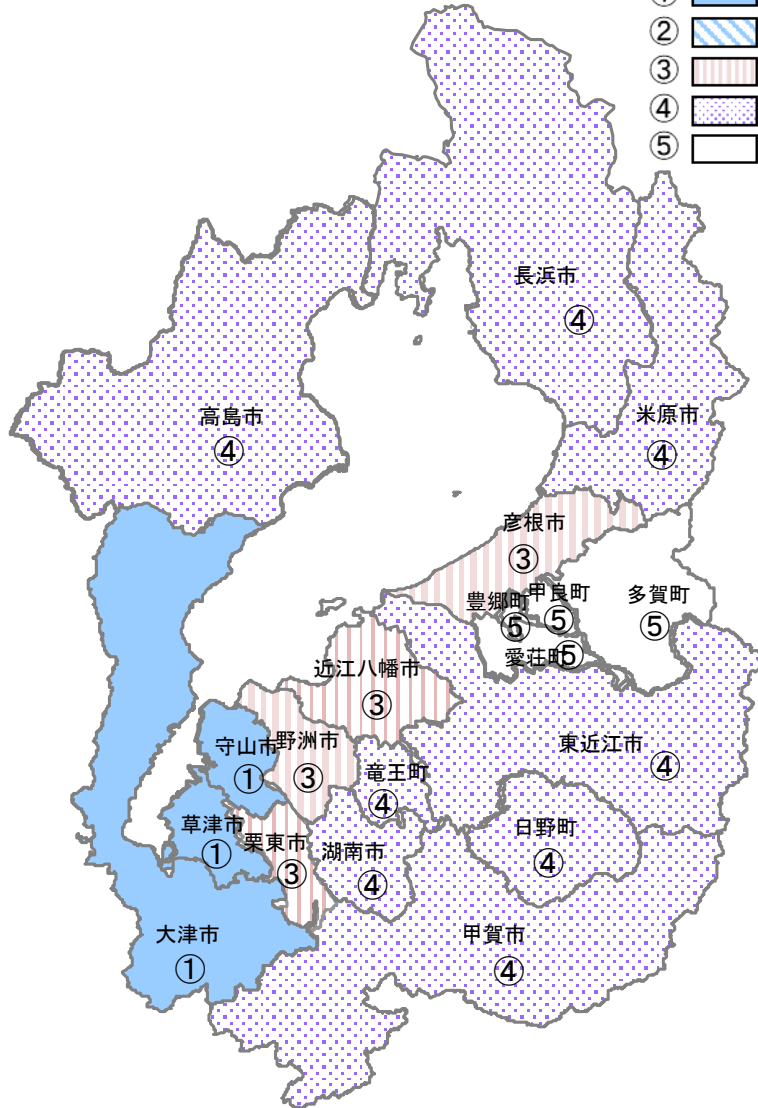 ①
②
③
④
⑤
長浜市
④
高島市
④
米原市
④
彦根市
③
豊郷町
⑤
甲良町
⑤
多賀町
⑤
愛荘町
⑤
近江八幡市
③
守山市
①
野洲市
③
竜王町
④
東近江市
④
草津市
①
栗東市
③
湖南市
④
日野町
④
大津市
①
甲賀市
④